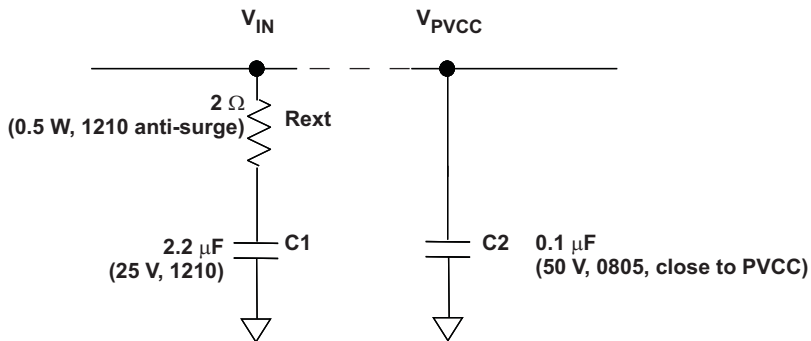 V_IN
V_PVCC
2 Ω
(0.5 W, 1210 anti-surge)
Rext
2.2 μF
(25 V, 1210)
C1
C2
0.1 μF
(50 V, 0805, close to PVCC)